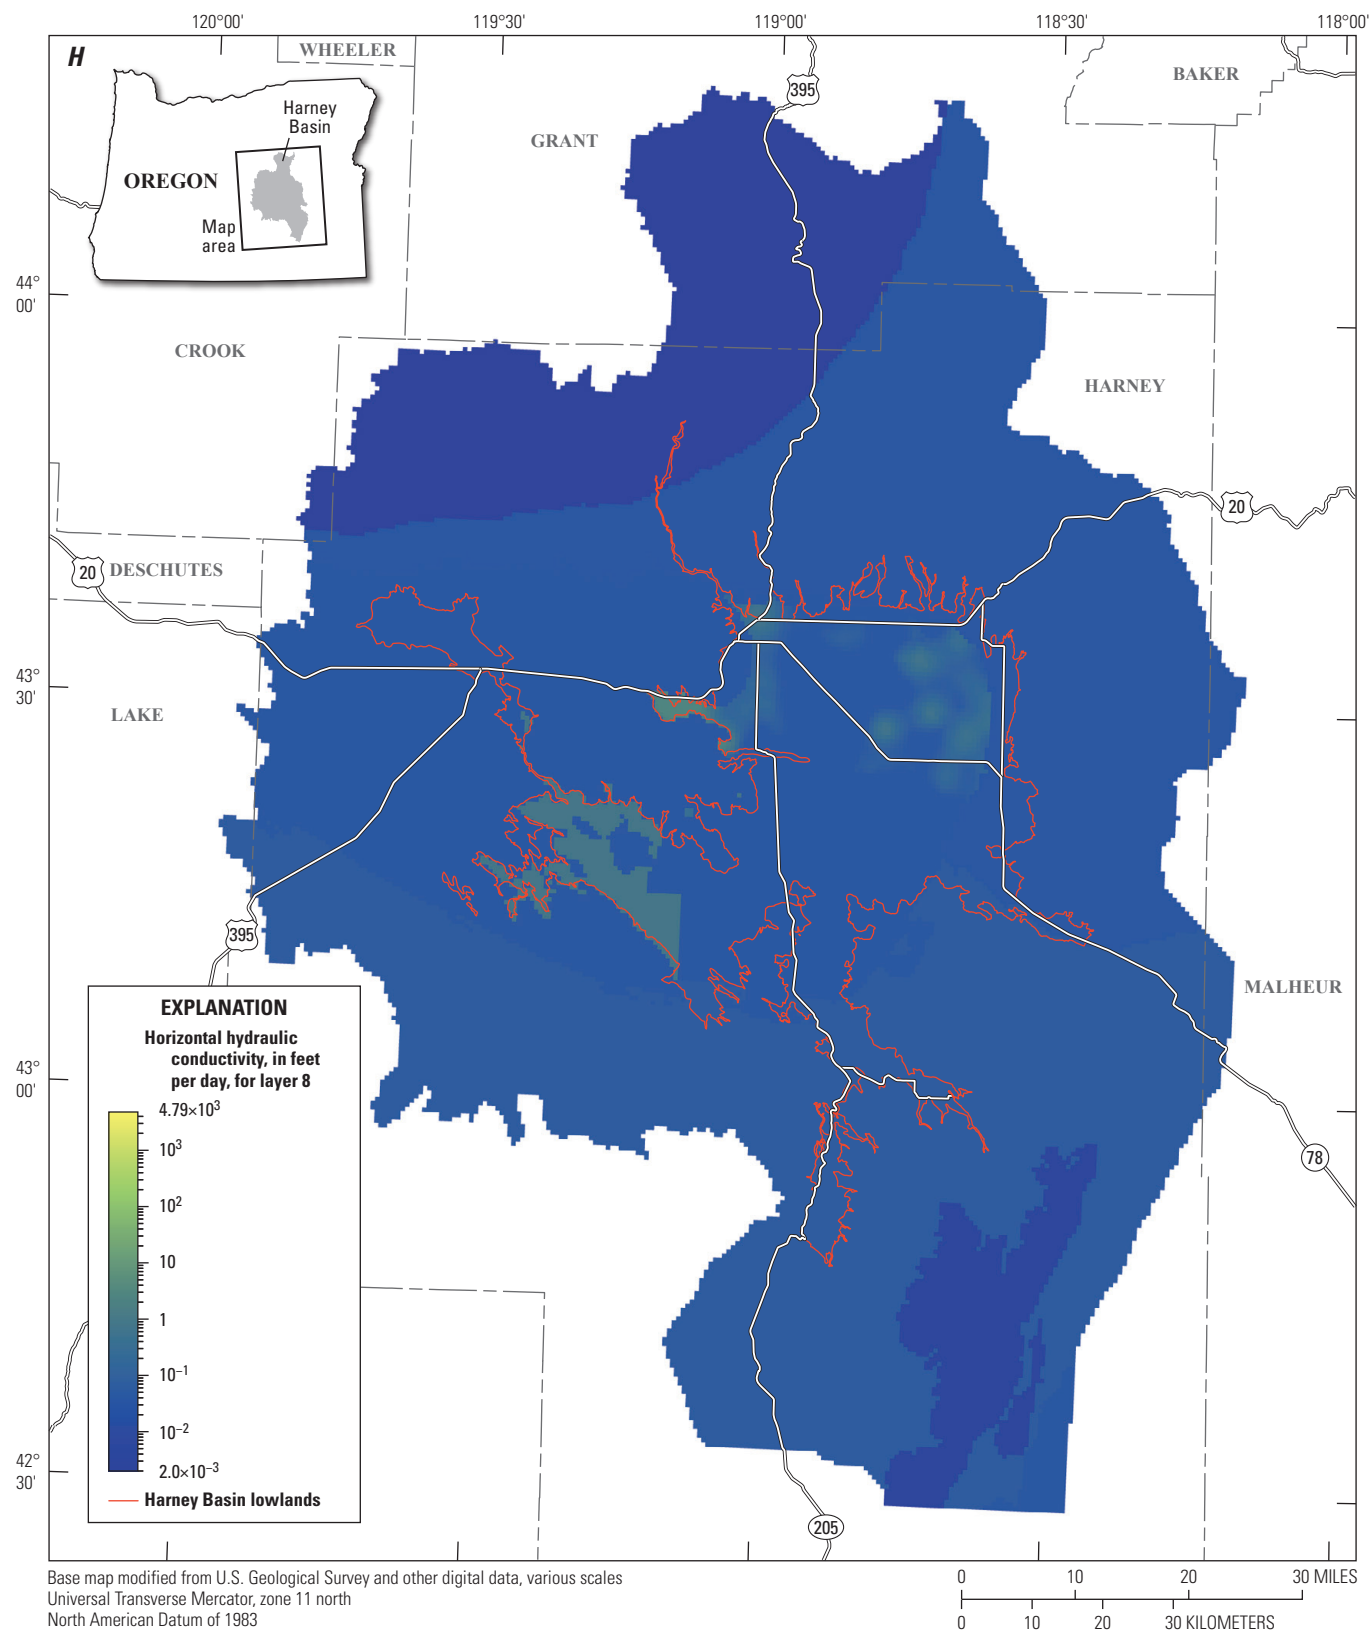 120°00'
119°30'
119°00'
118°30'
118°00'
H
WHEELER
BAKER
395
Harney
Basin
GRANT
OREGON
Map
area
44°
00'
CROOK
HARNEY
20
20
DESCHUTES
43°
30'
LAKE
395
MALHEUR
EXPLANATION
Horizontal hydraulic
conductivity, in feet
per day, for layer 8
43°
00'
4.79×10³
10³
78
10²
10
1
10⁻¹
10⁻²
42°
30'
2.0×10⁻³
Harney Basin lowlands
205
Base map modified from U.S. Geological Survey and other digital data, various scales
Universal Transverse Mercator, zone 11 north
North American Datum of 1983
0 10 20 30 MILES
0 10 20 30 KILOMETERS